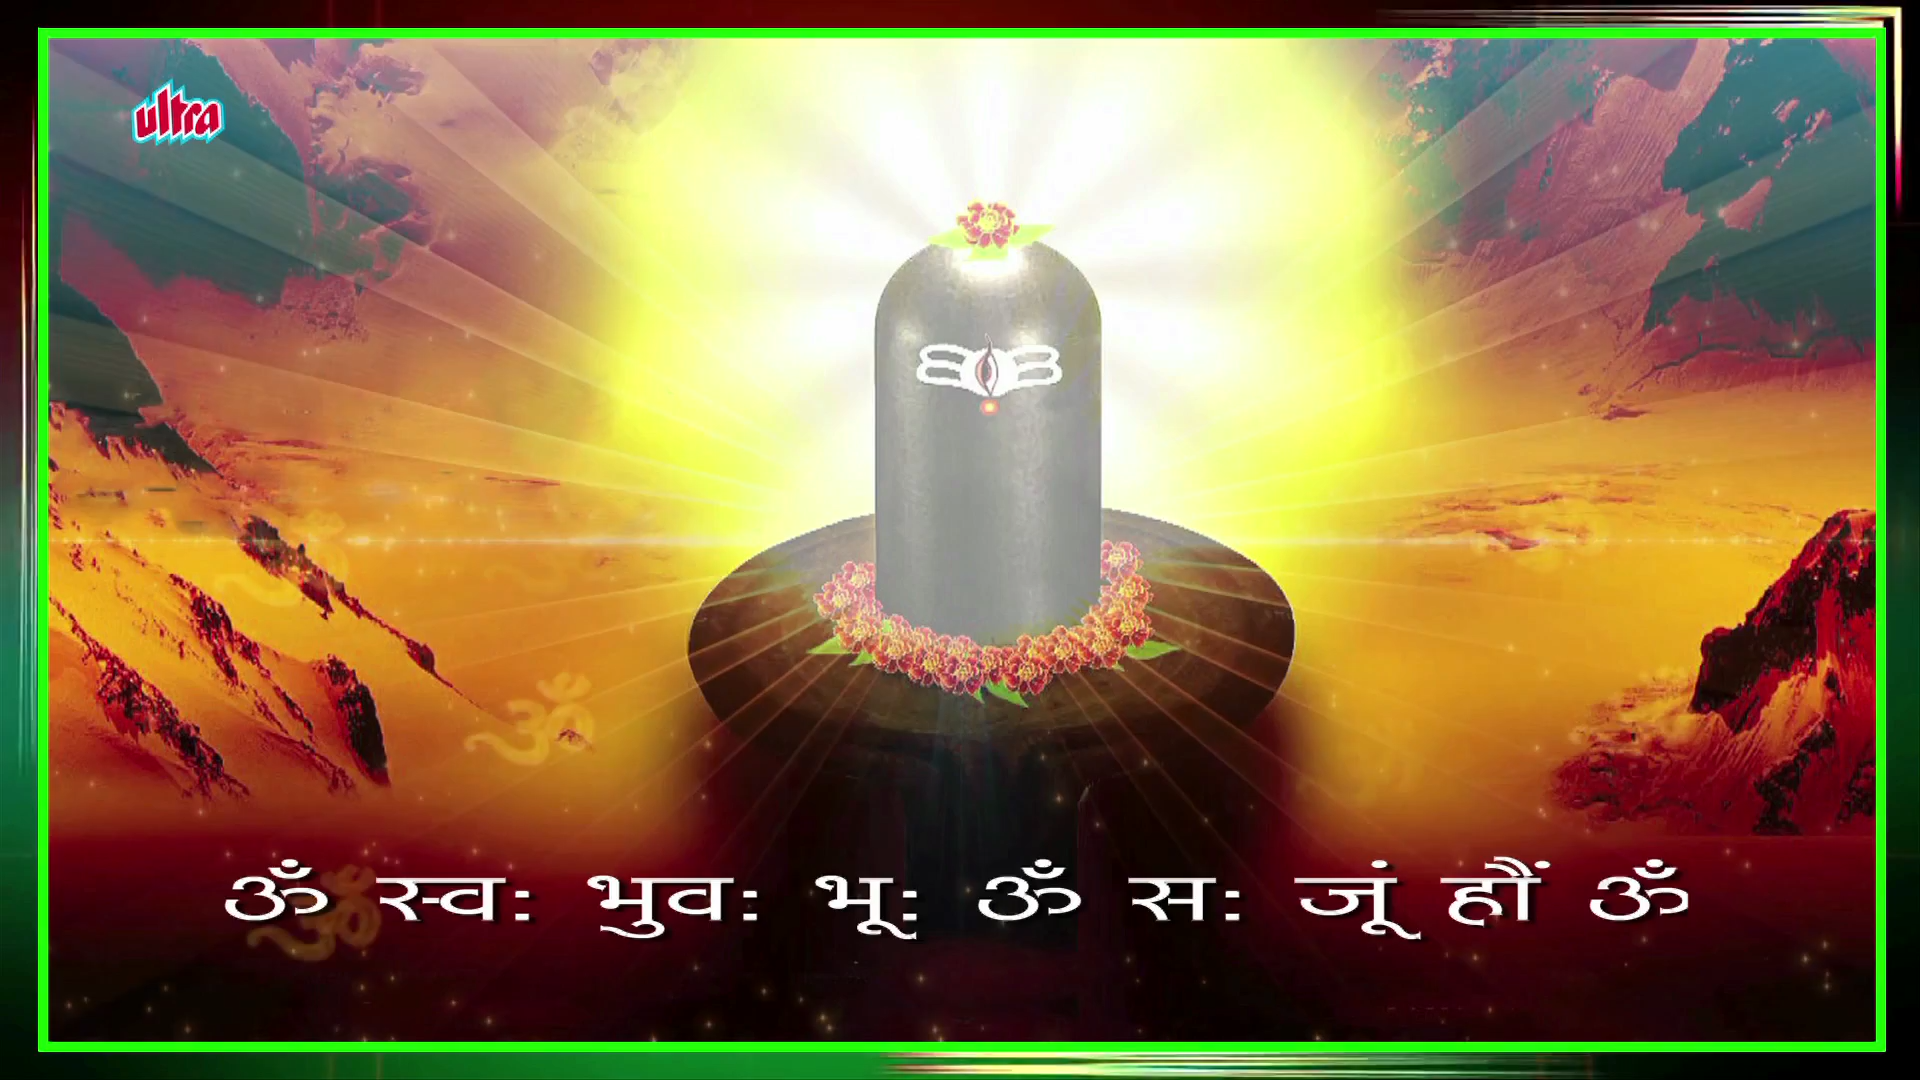 ultra
ॐ स्वः भुवः भूः ॐ सः जूं हौं ॐ